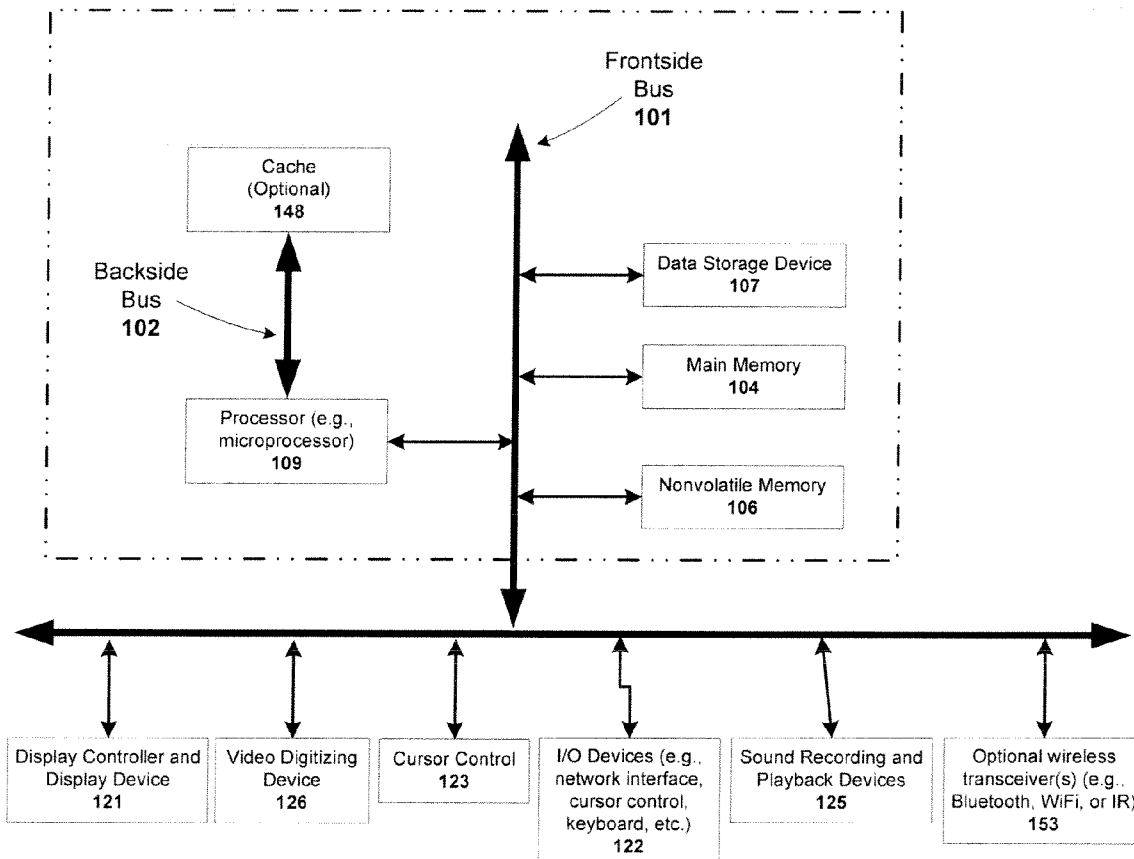 Frontside
Bus
101
Cache
(Optional)
148
Backside
Bus
102
Data Storage Device
107
Main Memory
104
Processor (e.g.,
microprocessor)
109
Nonvolatile Memory
106
Display Controller and
Display Device
121
Video Digitizing
Device
126
Cursor Control
123
I/O Devices (e.g.,
network interface,
cursor control,
keyboard, etc.)
122
Sound Recording and
Playback Devices
125
Optional wireless
transceiver(s) (e.g.,
Bluetooth, WiFi, or IR)
153